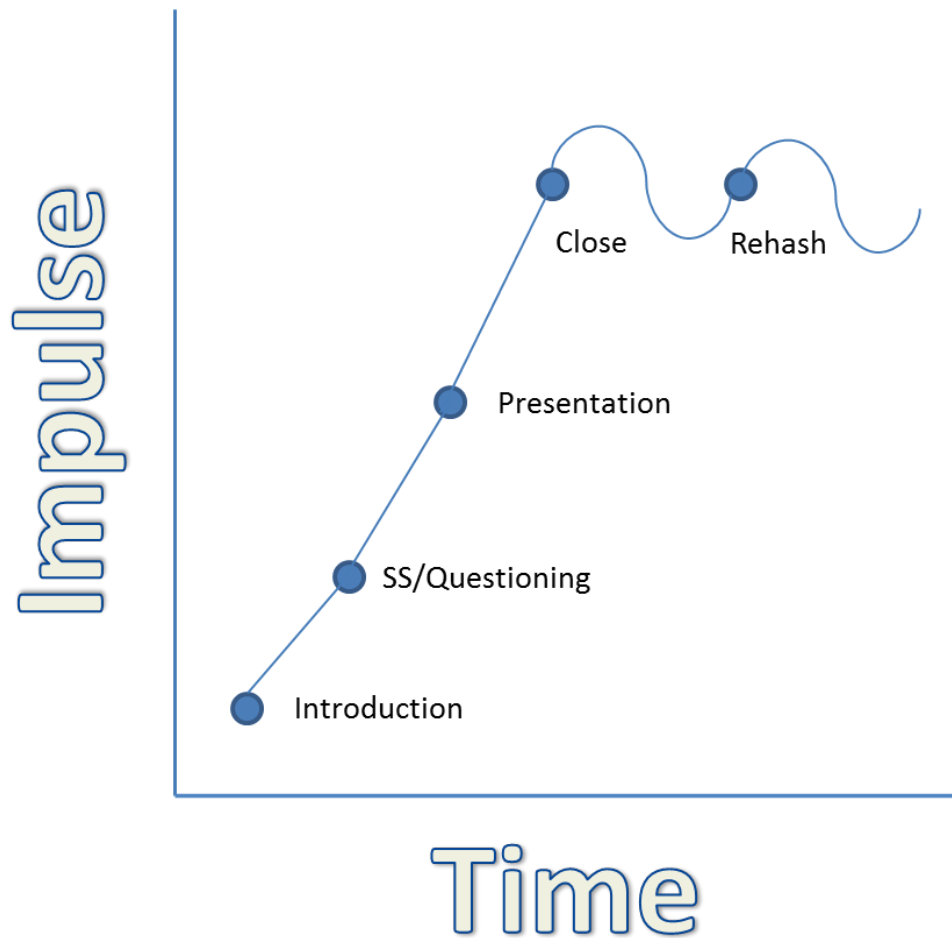 Impulse
Close
Rehash
Presentation
SS/Questioning
Introduction
Time